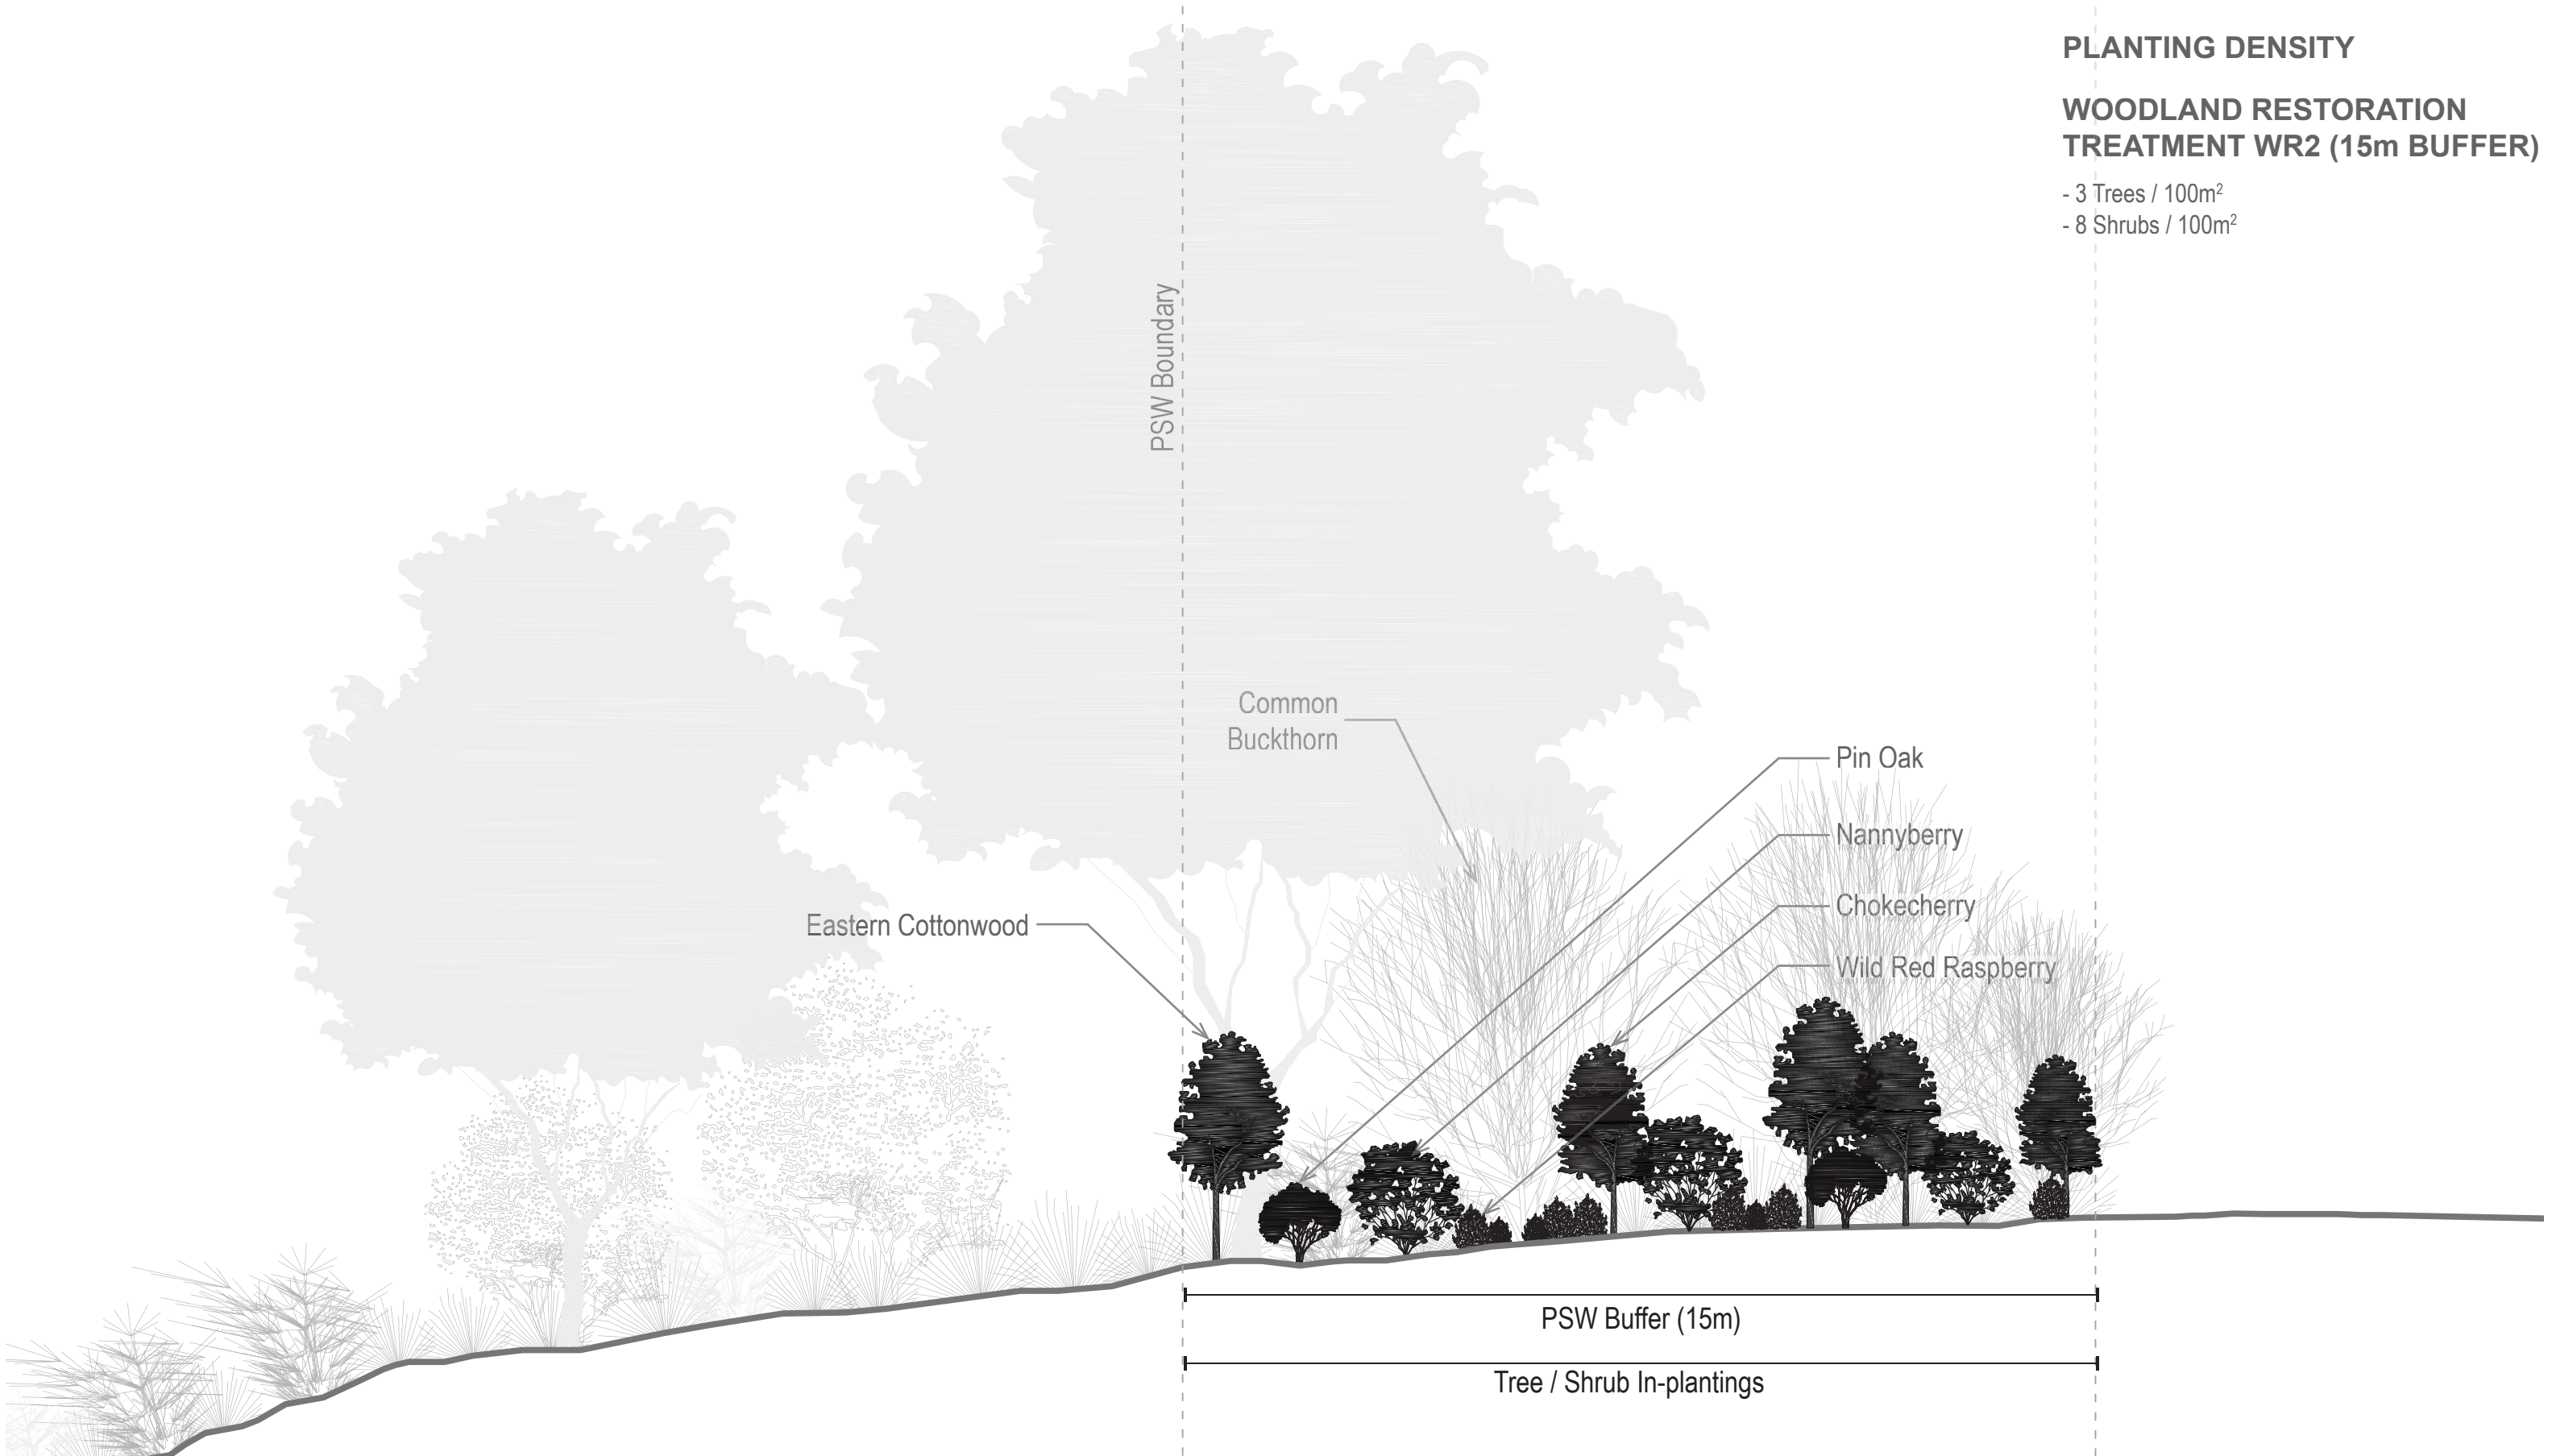 PLANTING DENSITY
WOODLAND RESTORATION
TREATMENT WR2 (15m BUFFER)
- 3 Trees / 100m²
- 8 Shrubs / 100m²
PSW Boundary
Common
Buckthorn
Pin Oak
Nannyberry
Chokecherry
Eastern Cottonwood
Wild Red Raspberry
PSW Buffer (15m)
Tree / Shrub In-plantings